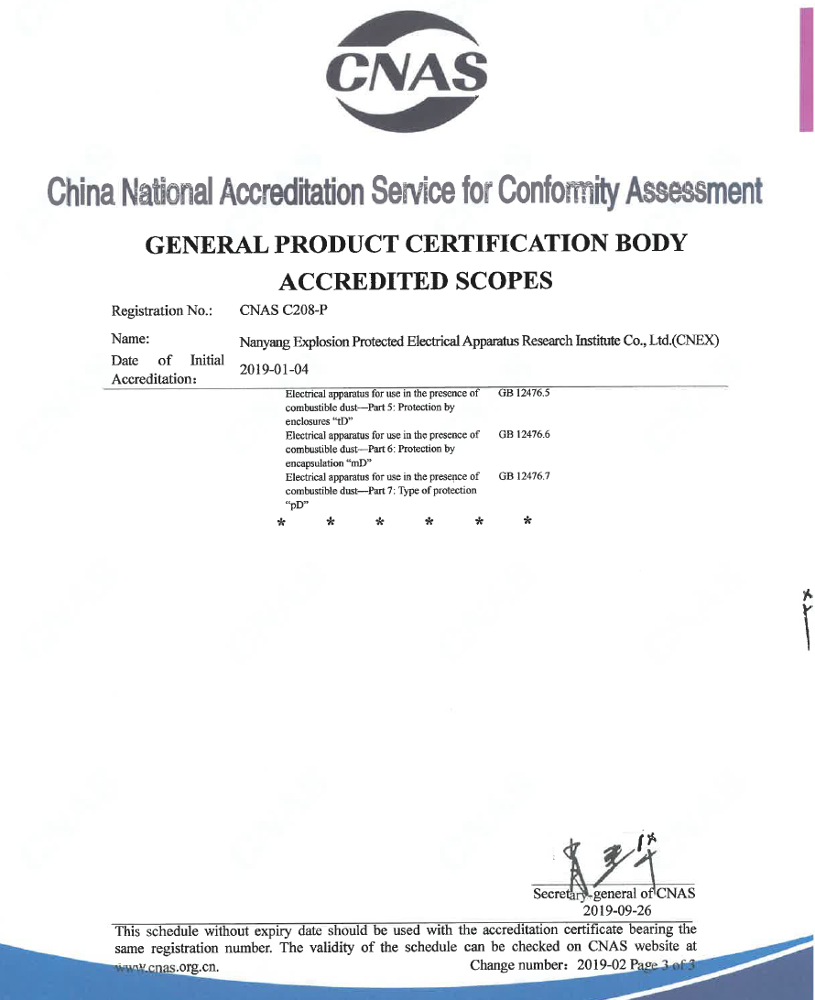 CNAS
China National Accreditation Service for Conformity Assessment
GENERAL PRODUCT CERTIFICATION BODY
ACCREDITED SCOPES
Registration No.: CNAS C208-P
Name: Nanyang Explosion Protected Electrical Apparatus Research Institute Co., Ltd.(CNEX)
Date of Initial
Accreditation: 2019-01-04
Electrical apparatus for use in the presence of GB 12476.5
combustible dust—Part 5: Protection by
enclosures “tD”
Electrical apparatus for use in the presence of GB 12476.6
combustible dust—Part 6: Protection by
encapsulation “mD”
Electrical apparatus for use in the presence of GB 12476.7
combustible dust—Part 7: Type of protection
“pD”
* * * * * *
Secretary-general of CNAS
2019-09-26
This schedule without expiry date should be used with the accreditation certificate bearing the
same registration number. The validity of the schedule can be checked on CNAS website at
www.cnas.org.cn. Change number: 2019-02 Page 3 of 3